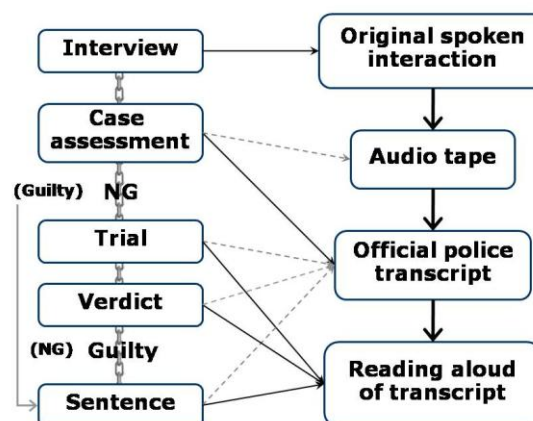 Interview
Case
assessment
(Guilty) NG
Trial
Verdict
(NG) Guilty
Sentence
Original spoken
interaction
Audio tape
Official police
transcript
Reading aloud
of transcript